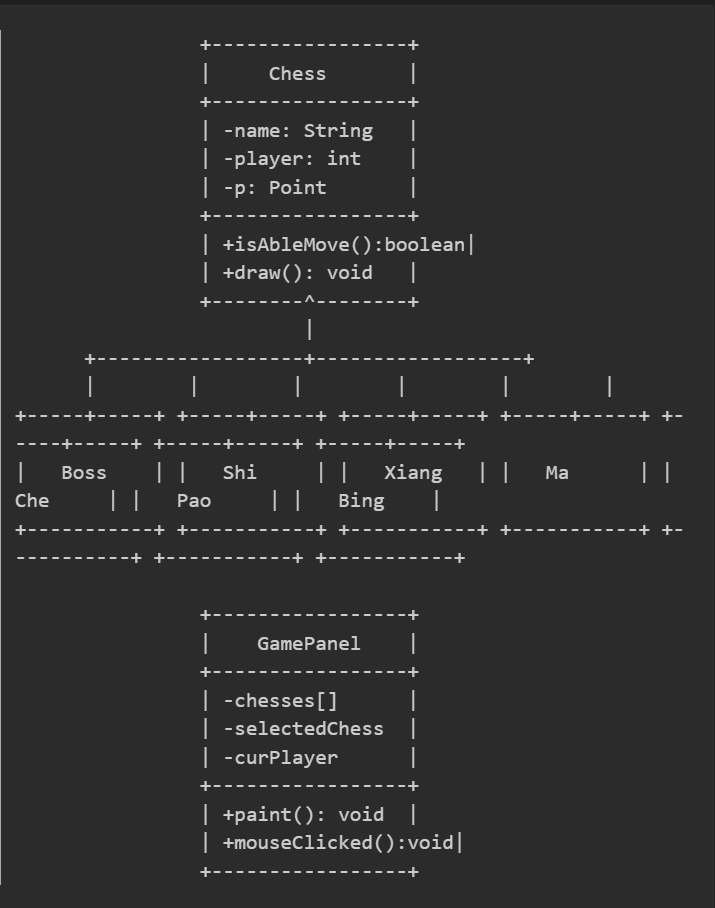 +-----------------+
|     Chess       |
+-----------------+
| -name: String   |
| -player: int    |
| -p: Point       |
+-----------------+
| +isAbleMove():boolean|
| +draw(): void   |
+--------^--------+
|
+------------------+------------------+
|        |        |        |        |        |
+-----+-----+ +-----+-----+ +-----+-----+ +-----+-----+ +-
----+-----+ +-----+-----+ +-----+-----+
|   Boss    | |   Shi     | |   Xiang   | |   Ma      | |
Che     | |   Pao     | |   Bing    |
+-----------+ +-----------+ +-----------+ +-----------+ +-
----------+ +-----------+ +-----------+
+-----------------+
|    GamePanel    |
+-----------------+
| -chesses[]      |
| -selectedChess  |
| -curPlayer      |
+-----------------+
| +paint(): void  |
| +mouseClicked():void|
+-----------------+